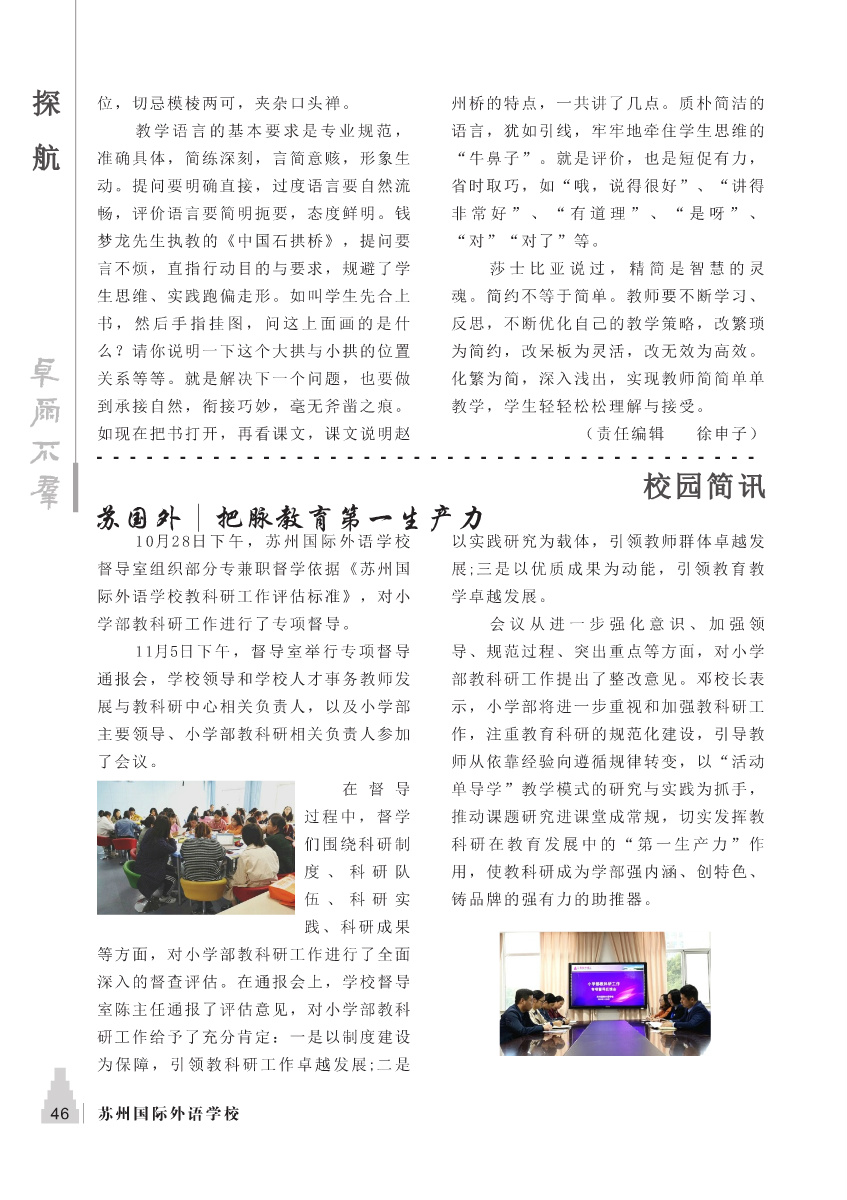 探
航
卓尔不群
位，切忌模棱两可，夹杂口头禅。
教学语言的基本要求是专业规范，
准确具体，简练深刻，言简意赅，形象生
动。提问要明确直接，过度语言要自然流
畅，评价语言要简明扼要，态度鲜明。钱
梦龙先生执教的《中国石拱桥》，提问要
言不烦，直指行动目的与要求，规避了学
生思维、实践跑偏走形。如叫学生先合上
书，然后手指挂图，问这上面画的是什
么？请你说明一下这个大拱与小拱的位置
关系等等。就是解决下一个问题，也要做
到承接自然，衔接巧妙，毫无斧凿之痕。
如现在把书打开，再看课文，课文说明赵
州桥的特点，一共讲了几点。质朴简洁的
语言，犹如引线，牢牢地牵住学生思维的
“牛鼻子”。就是评价，也是短促有力，
省时取巧，如“哦，说得很好”、“讲得
非常好”、“有道理”、“是呀”、
“对”“对了”等。
莎士比亚说过，精简是智慧的灵
魂。简约不等于简单。教师要不断学习、
反思，不断优化自己的教学策略，改繁琐
为简约，改呆板为灵活，改无效为高效。
化繁为简，深入浅出，实现教师简简单单
教学，学生轻轻松松理解与接受。
（责任编辑　　徐申子）
校园简讯
苏国外｜把脉教育第一生产力
10月28日下午，苏州国际外语学校
督导室组织部分专兼职督学依据《苏州国
际外语学校教科研工作评估标准》，对小
学部教科研工作进行了专项督导。
11月5日下午，督导室举行专项督导
通报会，学校领导和学校人才事务教师发
展与教科研中心相关负责人，以及小学部
主要领导、小学部教科研相关负责人参加
了会议。
在督导
过程中，督学
们围绕科研制
度、科研队
伍、科研实
践、科研成果
等方面，对小学部教科研工作进行了全面
深入的督查评估。在通报会上，学校督导
室陈主任通报了评估意见，对小学部教科
研工作给予了充分肯定：一是以制度建设
为保障，引领教科研工作卓越发展;二是
以实践研究为载体，引领教师群体卓越发
展;三是以优质成果为动能，引领教育教
学卓越发展。
会议从进一步强化意识、加强领
导、规范过程、突出重点等方面，对小学
部教科研工作提出了整改意见。邓校长表
示，小学部将进一步重视和加强教科研工
作，注重教育科研的规范化建设，引导教
师从依靠经验向遵循规律转变，以“活动
单导学”教学模式的研究与实践为抓手，
推动课题研究进课堂成常规，切实发挥教
科研在教育发展中的“第一生产力”作
用，使教科研成为学部强内涵、创特色、
铸品牌的强有力的助推器。
小学部教科研工作
46
苏州国际外语学校